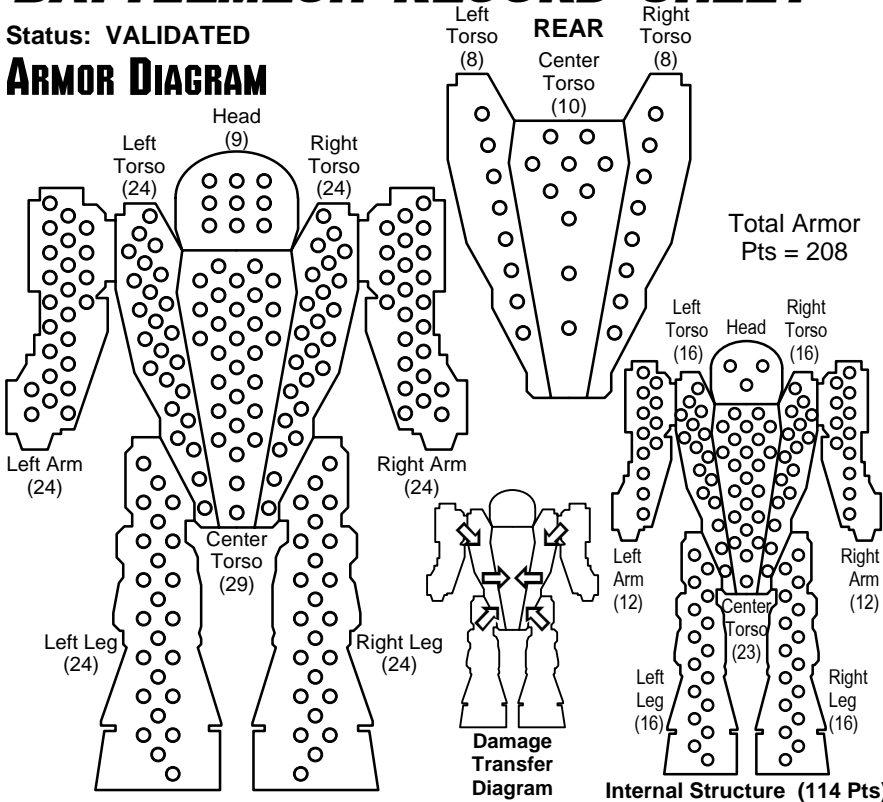 BATTLEMECH RECORD SHEET
Status: VALIDATED
ARMOR DIAGRAM
Head
(9)
Left
Torso
(24)
Right
Torso
(24)
Left Arm
(24)
Right Arm
(24)
Center
Torso
(29)
Left Leg
(24)
Right Leg
(24)
REAR
Left
Torso
(8)
Center
Torso
(10)
Right
Torso
(8)
Total Armor
Pts = 208
Damage
Transfer
Diagram
Left
Torso
(16)
Head
Right
Torso
(16)
Left
Arm
(12)
Right
Arm
(12)
Center
Torso
(23)
Left
Leg
(16)
Right
Leg
(16)
Internal Structure (114 Pts)